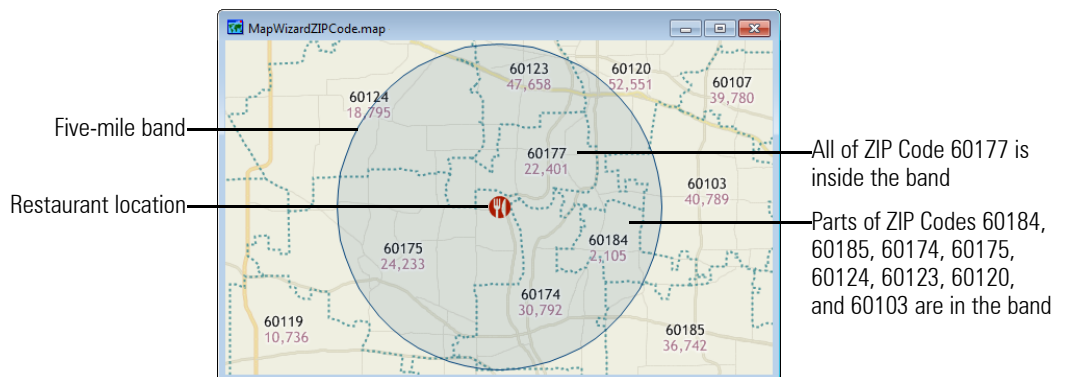 MapWizardZIPCode.map
60123
47,658
60120
52,551
60107
39,780
60124
18,795
Five-mile band
60177
22,401
All of ZIP Code 60177 is
inside the band
60103
40,789
Restaurant location
Parts of ZIP Codes 60184,
60185, 60174, 60175,
60124, 60123, 60120,
and 60103 are in the band
60175
24,233
60184
2,105
60174
30,792
60119
10,736
60185
36,742